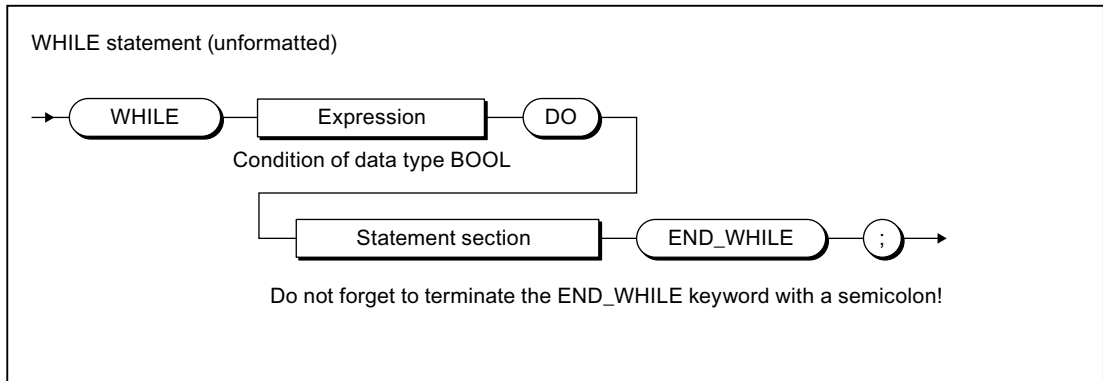 WHILE statement (unformatted)
WHILE Expression DO
Condition of data type BOOL
Statement section END_WHILE ;
Do not forget to terminate the END_WHILE keyword with a semicolon!